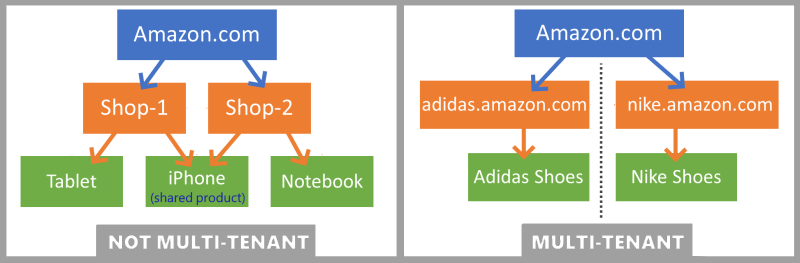 Amazon.com
Shop-1 Shop-2
Tablet
iPhone
(shared product)
Notebook
NOT MULTI-TENANT
Amazon.com
adidas.amazon.com nike.amazon.com
Adidas Shoes Nike Shoes
MULTI-TENANT